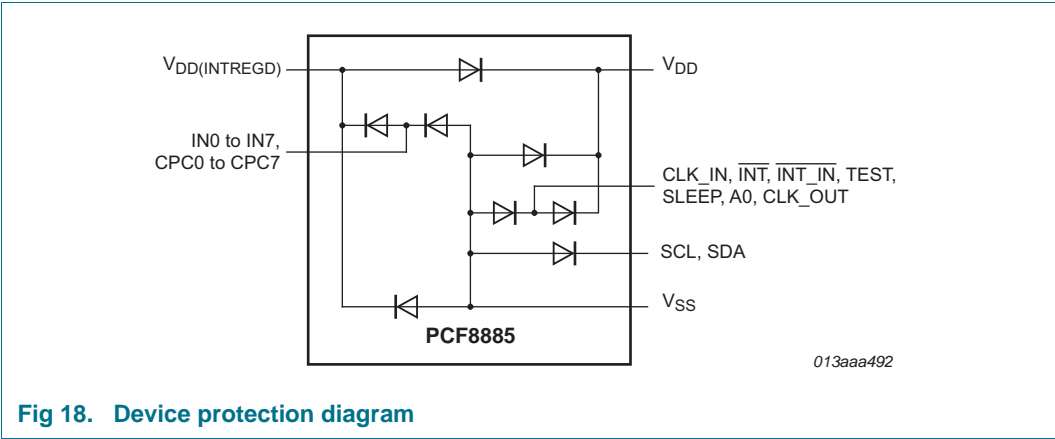 VDD(INTREGD)
VDD
IN0 to IN7,
CPC0 to CPC7
CLK_IN, INT, INT_IN, TEST,
SLEEP, A0, CLK_OUT
SCL, SDA
VSS
PCF8885
013aaa492
Fig 18. Device protection diagram